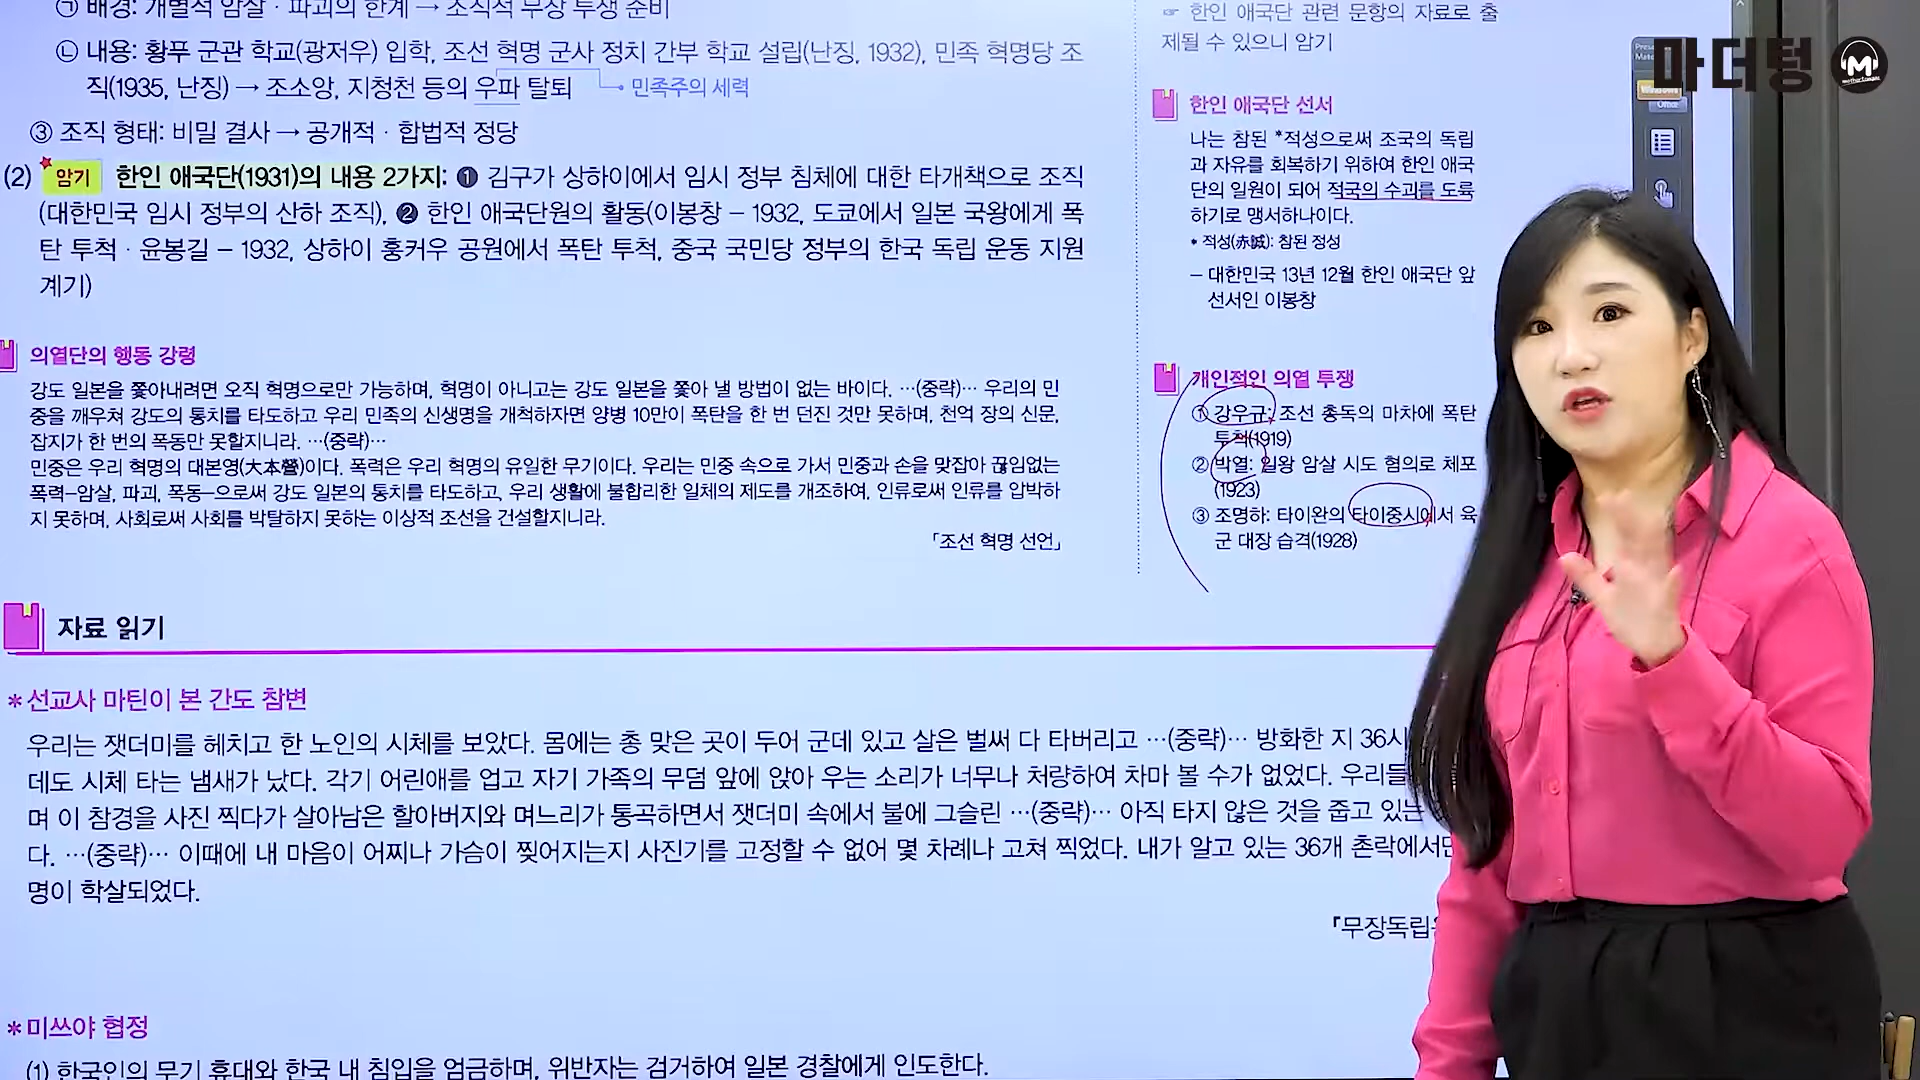 ㉠ 배경: 개별적 암살 · 파괴의 한계 → 조직적 무장 투쟁 준비
㉡ 내용: 황푸 군관 학교(광저우) 입학, 조선 혁명 군사 정치 간부 학교 설립(난징, 1932), 민족 혁명당 조
직(1935, 난징) → 조소앙, 지청천 등의 우파 탈퇴
민족주의 세력
③ 조직 형태: 비밀 결사 → 공개적 · 합법적 정당
(2) 암기 한인 애국단(1931)의 내용 2가지: ❶ 김구가 상하이에서 임시 정부 침체에 대한 타개책으로 조직
(대한민국 임시 정부의 산하 조직), ❷ 한인 애국단원의 활동(이봉창 – 1932, 도쿄에서 일본 국왕에게 폭
탄 투척 · 윤봉길 – 1932, 상하이 훙커우 공원에서 폭탄 투척, 중국 국민당 정부의 한국 독립 운동 지원
계기)
의열단의 행동 강령
강도 일본을 쫓아내려면 오직 혁명으로만 가능하며, 혁명이 아니고는 강도 일본을 쫓아 낼 방법이 없는 바이다. …(중략)… 우리의 민
중을 깨우쳐 강도의 통치를 타도하고 우리 민족의 신생명을 개척하자면 양병 10만이 폭탄을 한 번 던진 것만 못하며, 천억 장의 신문,
잡지가 한 번의 폭동만 못할지니라. …(중략)…
민중은 우리 혁명의 대본영(大本營)이다. 폭력은 우리 혁명의 유일한 무기이다. 우리는 민중 속으로 가서 민중과 손을 맞잡아 끊임없는
폭력–암살, 파괴, 폭동–으로써 강도 일본의 통치를 타도하고, 우리 생활에 불합리한 일체의 제도를 개조하여, 인류로써 인류를 압박하
지 못하며, 사회로써 사회를 박탈하지 못하는 이상적 조선을 건설할지니라.
「조선 혁명 선언」
☞ 한인 애국단 관련 문항의 자료로 출
제될 수 있으니 암기
한인 애국단 선서
나는 참된 *적성으로써 조국의 독립
과 자유를 회복하기 위하여 한인 애국
단의 일원이 되어 적국의 수괴를 도륙
하기로 맹서하나이다.
* 적성(赤誠): 참된 정성
– 대한민국 13년 12월 한인 애국단 앞
선서인 이봉창
개인적인 의열 투쟁
① 강우규: 조선 총독의 마차에 폭탄
투척(1919)
② 박열: 일왕 암살 시도 혐의로 체포
(1923)
③ 조명하: 타이완의 타이중시에서 육
군 대장 습격(1928)
자료 읽기
* 선교사 마틴이 본 간도 참변
우리는 잿더미를 헤치고 한 노인의 시체를 보았다. 몸에는 총 맞은 곳이 두어 군데 있고 살은 벌써 다 타버리고 …(중략)… 방화한 지 36시
데도 시체 타는 냄새가 났다. 각기 어린애를 업고 자기 가족의 무덤 앞에 앉아 우는 소리가 너무나 처량하여 차마 볼 수가 없었다. 우리들
며 이 참경을 사진 찍다가 살아남은 할아버지와 며느리가 통곡하면서 잿더미 속에서 불에 그슬린 …(중략)… 아직 타지 않은 것을 줍고 있는
다. …(중략)… 이때에 내 마음이 어찌나 가슴이 찢어지는지 사진기를 고정할 수 없어 몇 차례나 고쳐 찍었다. 내가 알고 있는 36개 촌락에서만
명이 학살되었다.
『무장독립
* 미쓰야 협정
(1) 한국인의 무기 휴대와 한국 내 침입을 엄금하며, 위반자는 검거하여 일본 경찰에게 인도한다.
마더텅